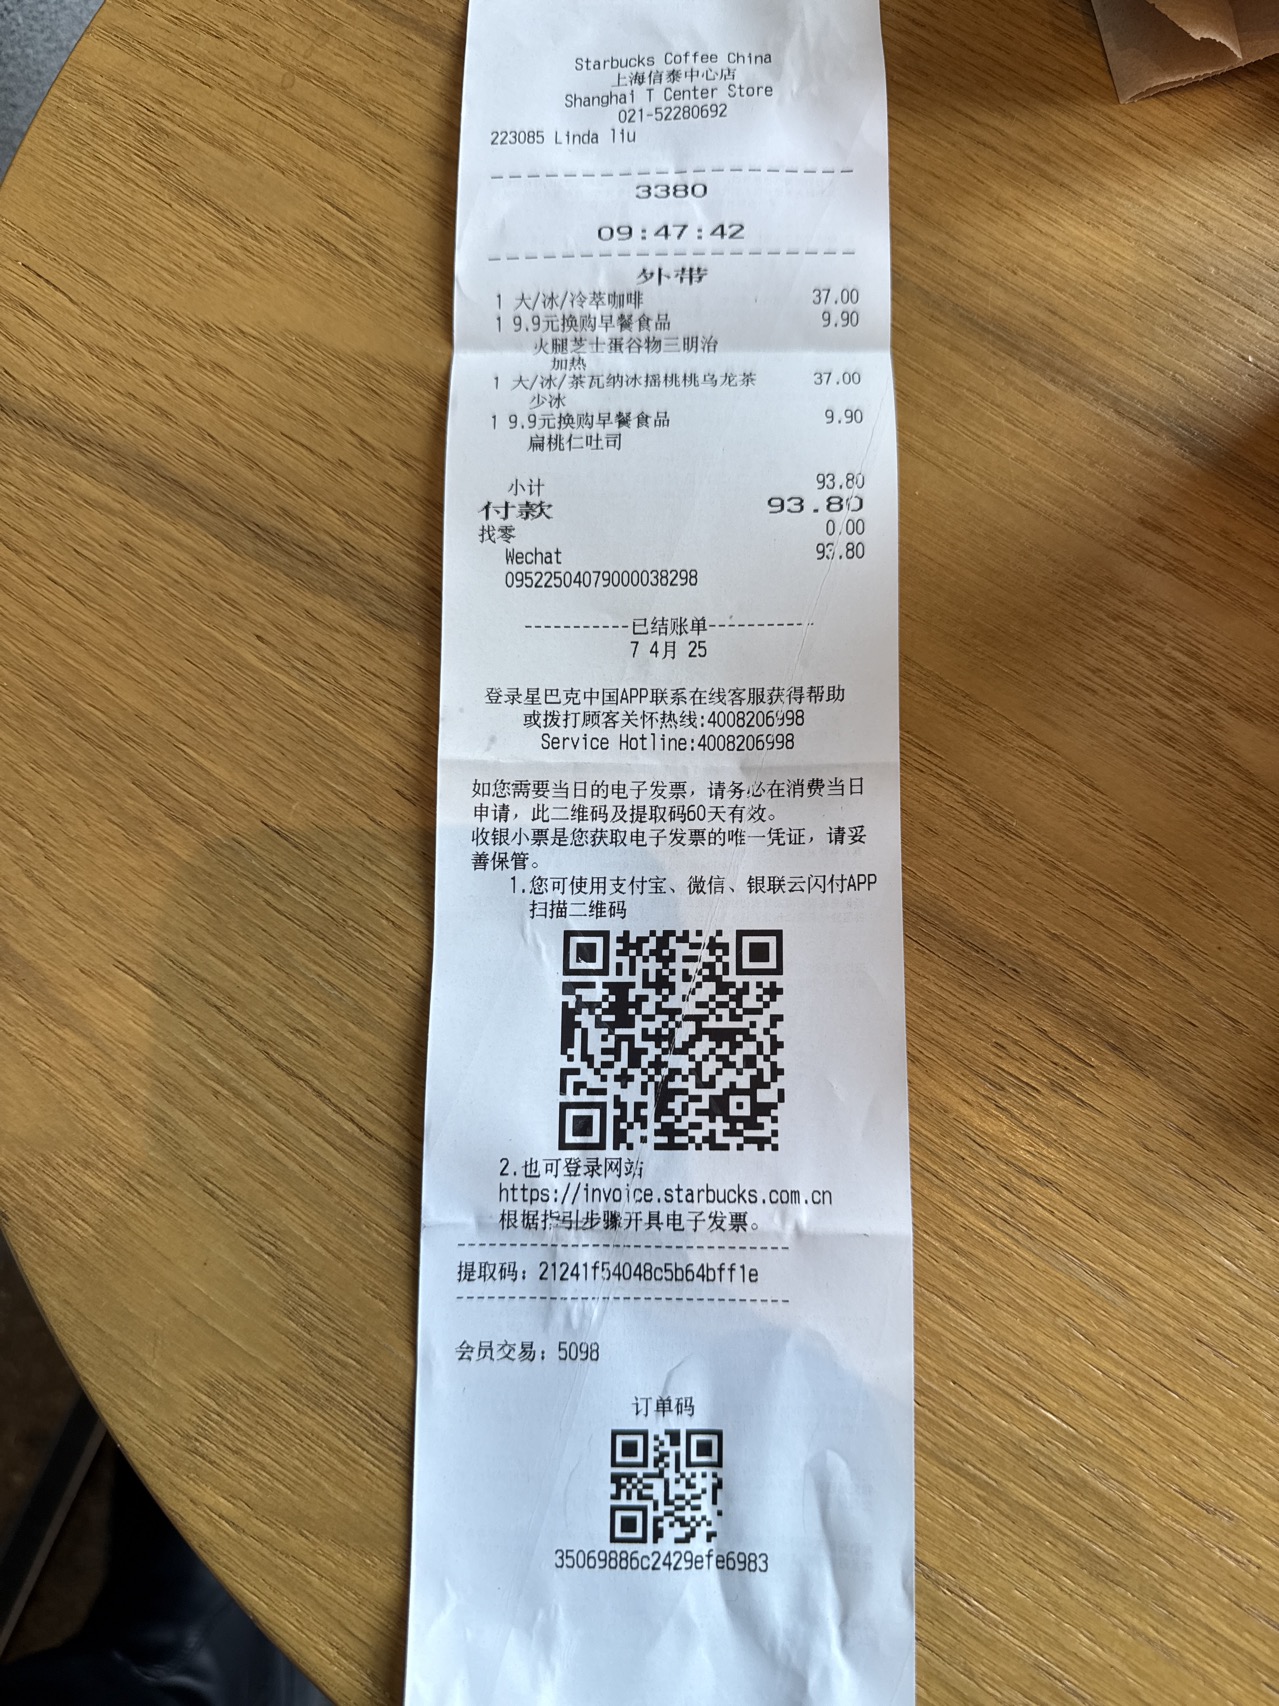 Starbucks Coffee China
上海信泰中心店
Shanghai T Center Store
021-52280692
223085 Linda liu
3380
09:47:42
外带
1 大/冰/冷萃咖啡 37.00
1 9.9元换购早餐食品 9.90
火腿芝士蛋谷物三明治
加热
1 大/冰/茶瓦纳冰摇桃桃乌龙茶 37.00
少冰
1 9.9元换购早餐食品 9.90
扁桃仁吐司
小计 93.80
付款 93.80
找零 0.00
Wechat 93.80
09522504079000038298
-----------已结账单-----------
7 4月 25
登录星巴克中国APP联系在线客服获得帮助
或拨打顾客关怀热线:4008206998
Service Hotline:4008206998
如您需要当日的电子发票，请务必在消费当日
申请，此二维码及提取码60天有效。
收银小票是您获取电子发票的唯一凭证，请妥
善保管。
1.您可使用支付宝、微信、银联云闪付APP
扫描二维码
2.也可登录网站
https://invoice.starbucks.com.cn
根据指引步骤开具电子发票。
提取码：21241f54048c5b64bff1e
会员交易：5098
订单码
35069886c2429efe6983